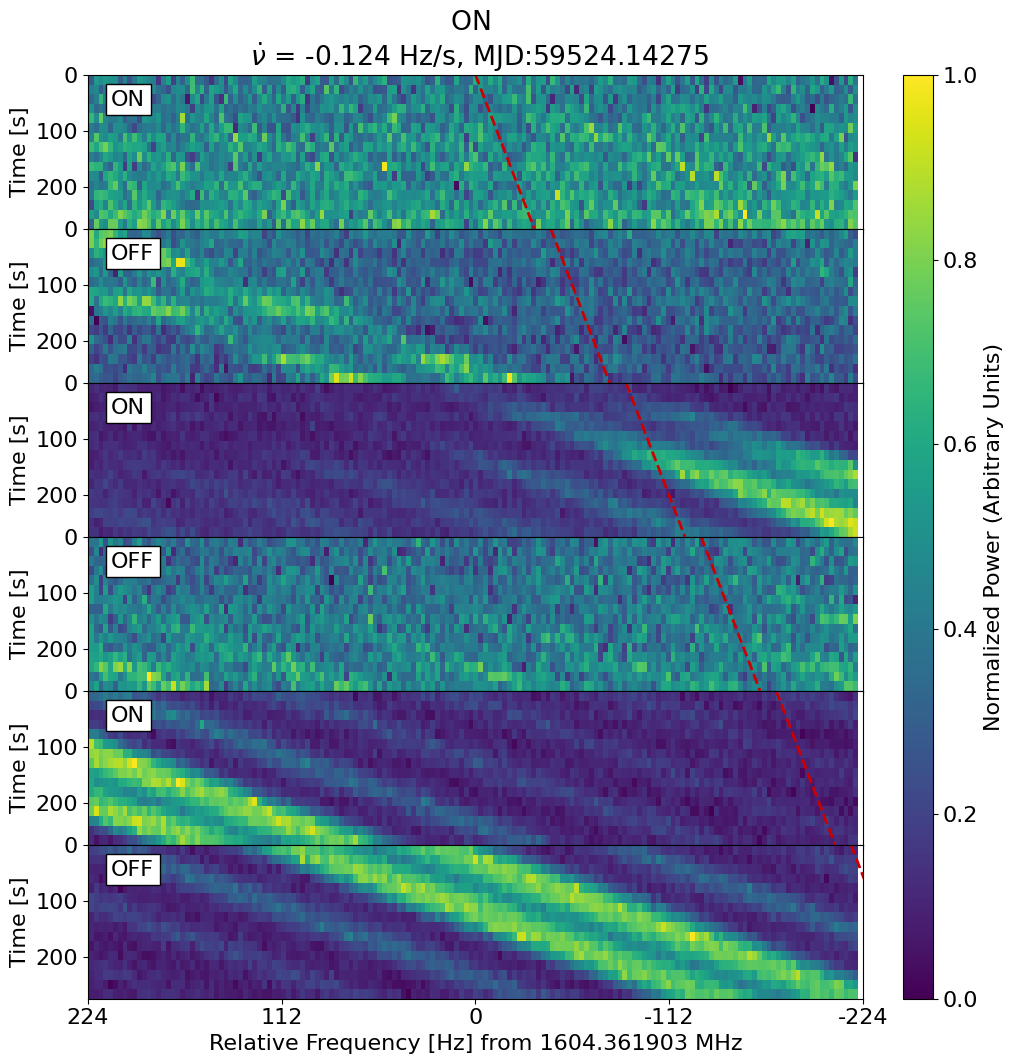 ON
ν̇ = -0.124 Hz/s, MJD:59524.14275
0
ON
100
Time [s]
200
0
OFF
100
Time [s]
200
0
ON
100
Time [s]
200
0
OFF
100
Time [s]
200
0
ON
100
Time [s]
200
0
OFF
100
Time [s]
200
224 112 0 -112 -224
Relative Frequency [Hz] from 1604.361903 MHz
1.0
0.8
0.6
0.4
0.2
0.0
Normalized Power (Arbitrary Units)